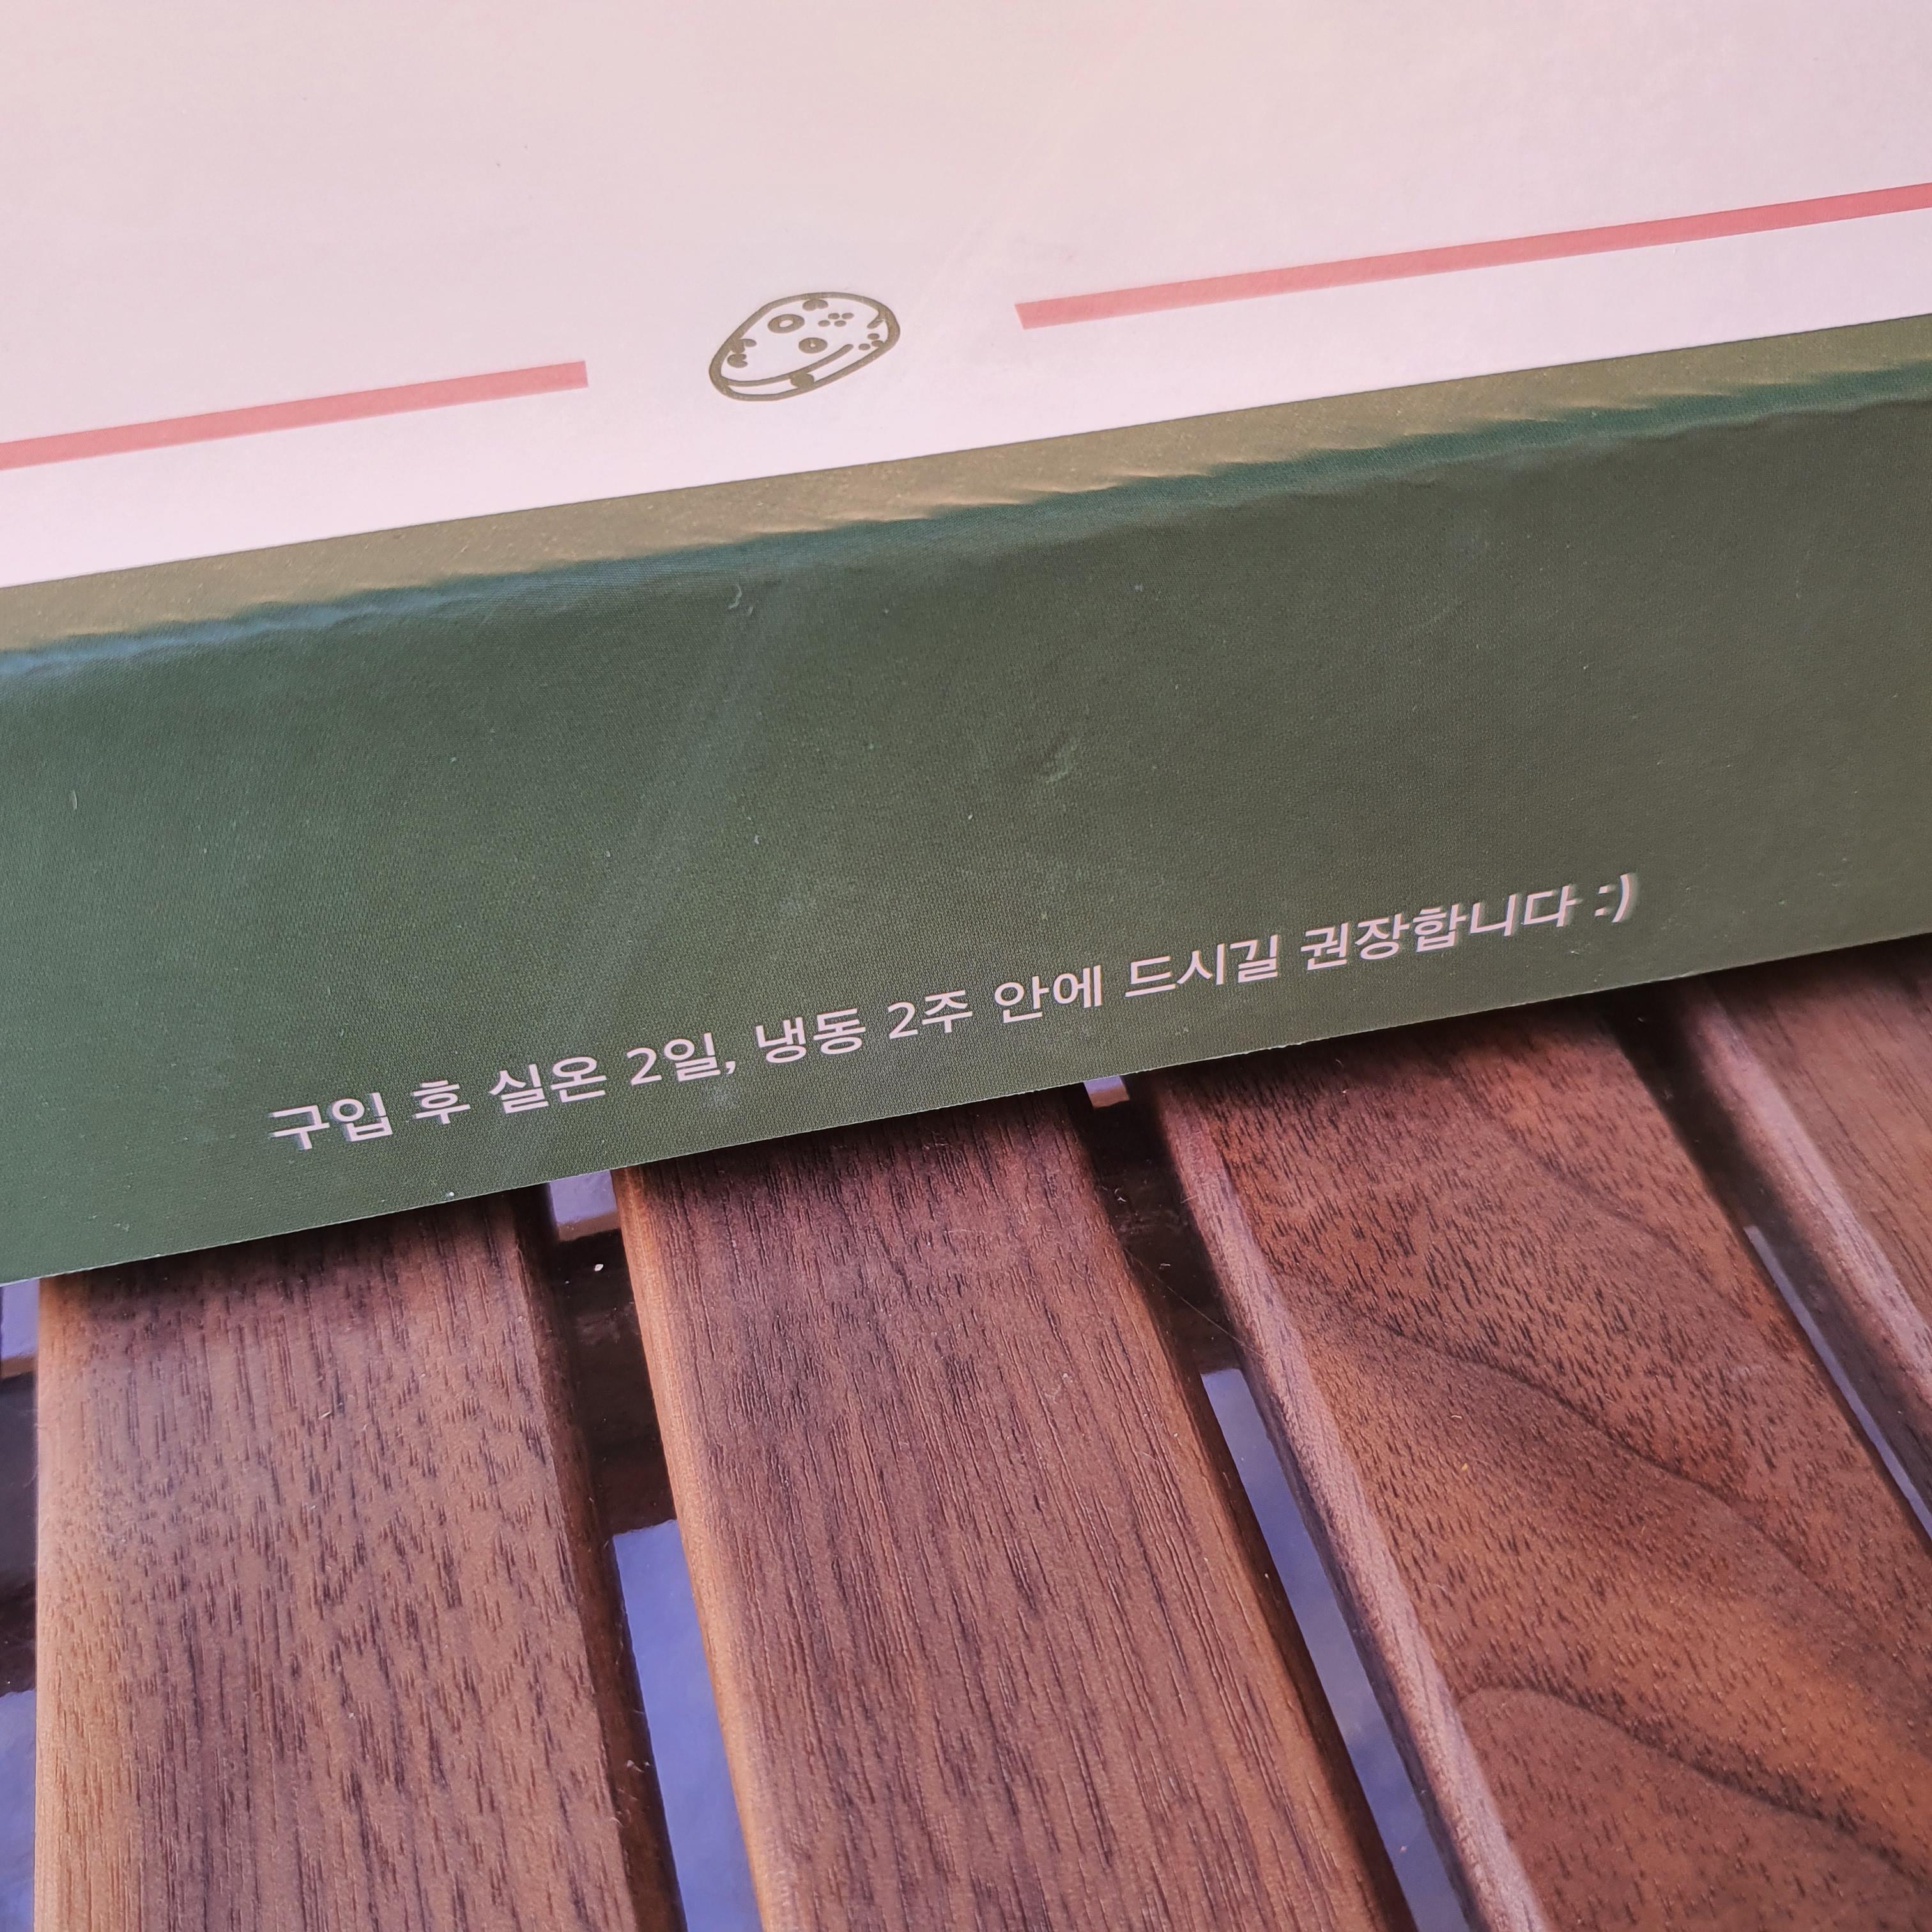 구입 후 실온 2일, 냉동 2주 안에 드시길 권장합니다 :)